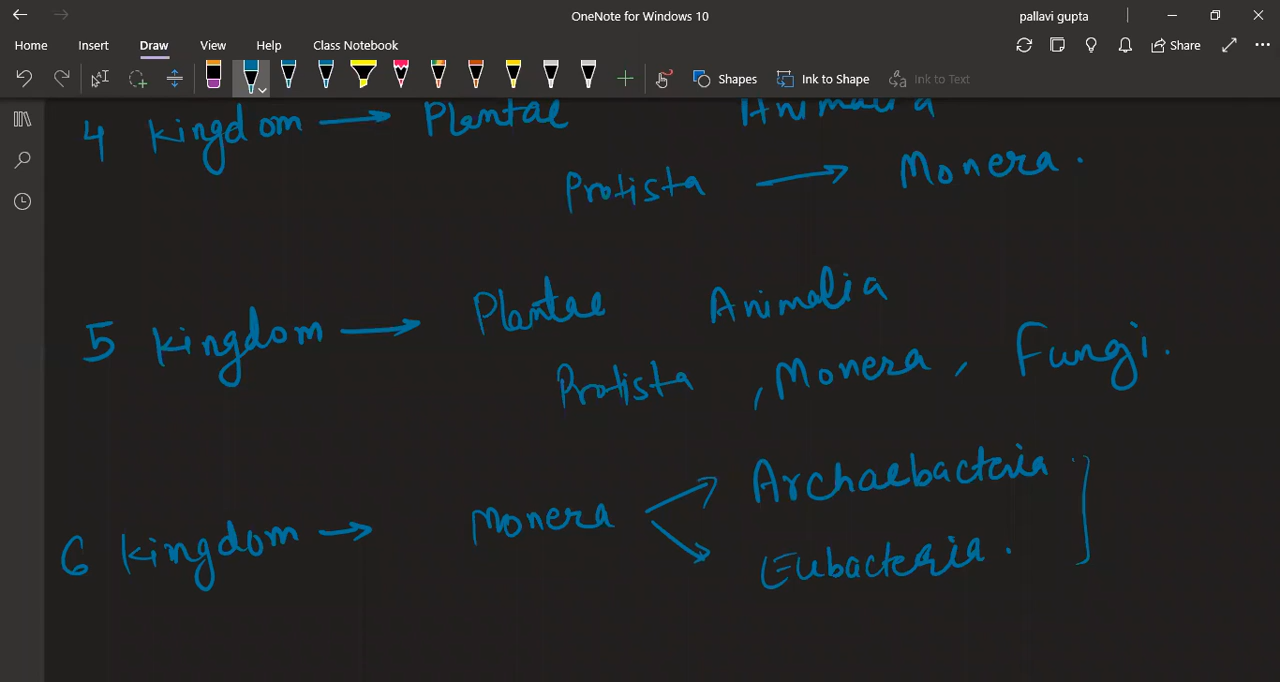 OneNote for Windows 10
pallavi gupta
Home Insert Draw View Help Class Notebook
Share
Shapes Ink to Shape Ink to Text
4 Kingdom → Plantae Animalia
Protista → Monera.
5 Kingdom → Plantae Animalia
Protista , Monera , Fungi.
6 Kingdom → Monera Archaebacteria
Eubacteria.